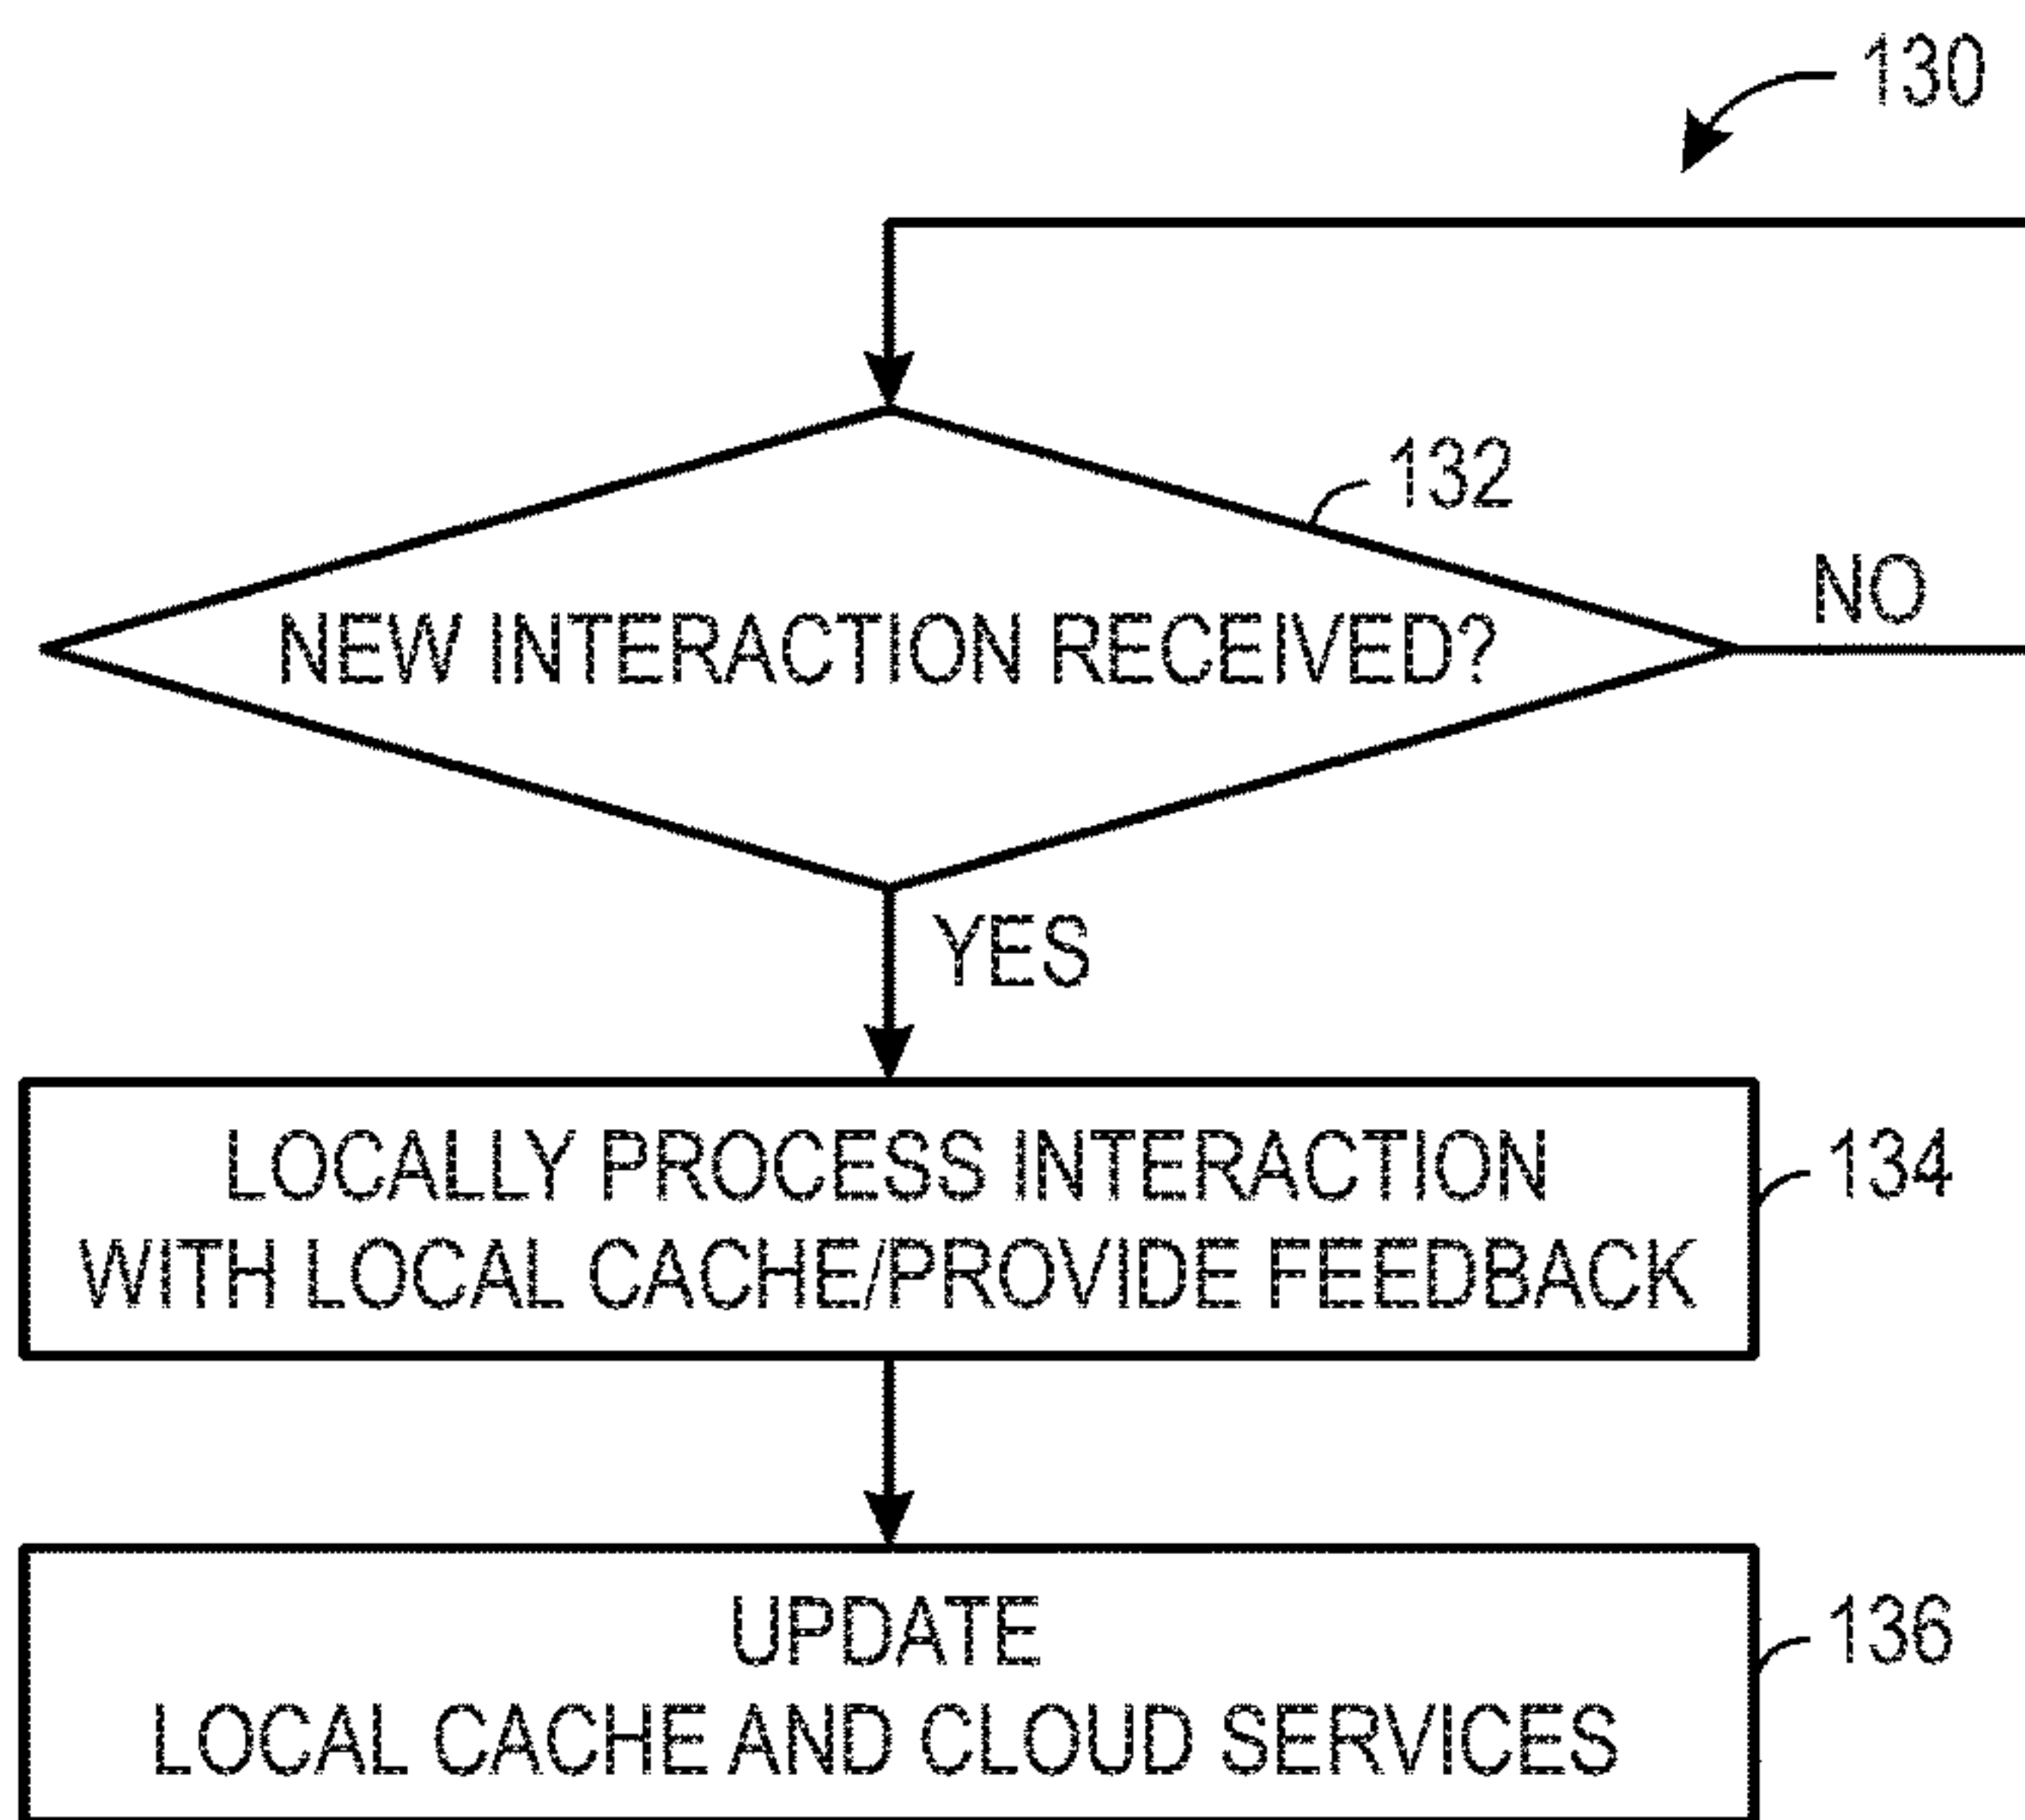 130
132
NEW INTERACTION RECEIVED?
NO
YES
LOCALLY PROCESS INTERACTION
WITH LOCAL CACHE/PROVIDE FEEDBACK
134
UPDATE
LOCAL CACHE AND CLOUD SERVICES
136